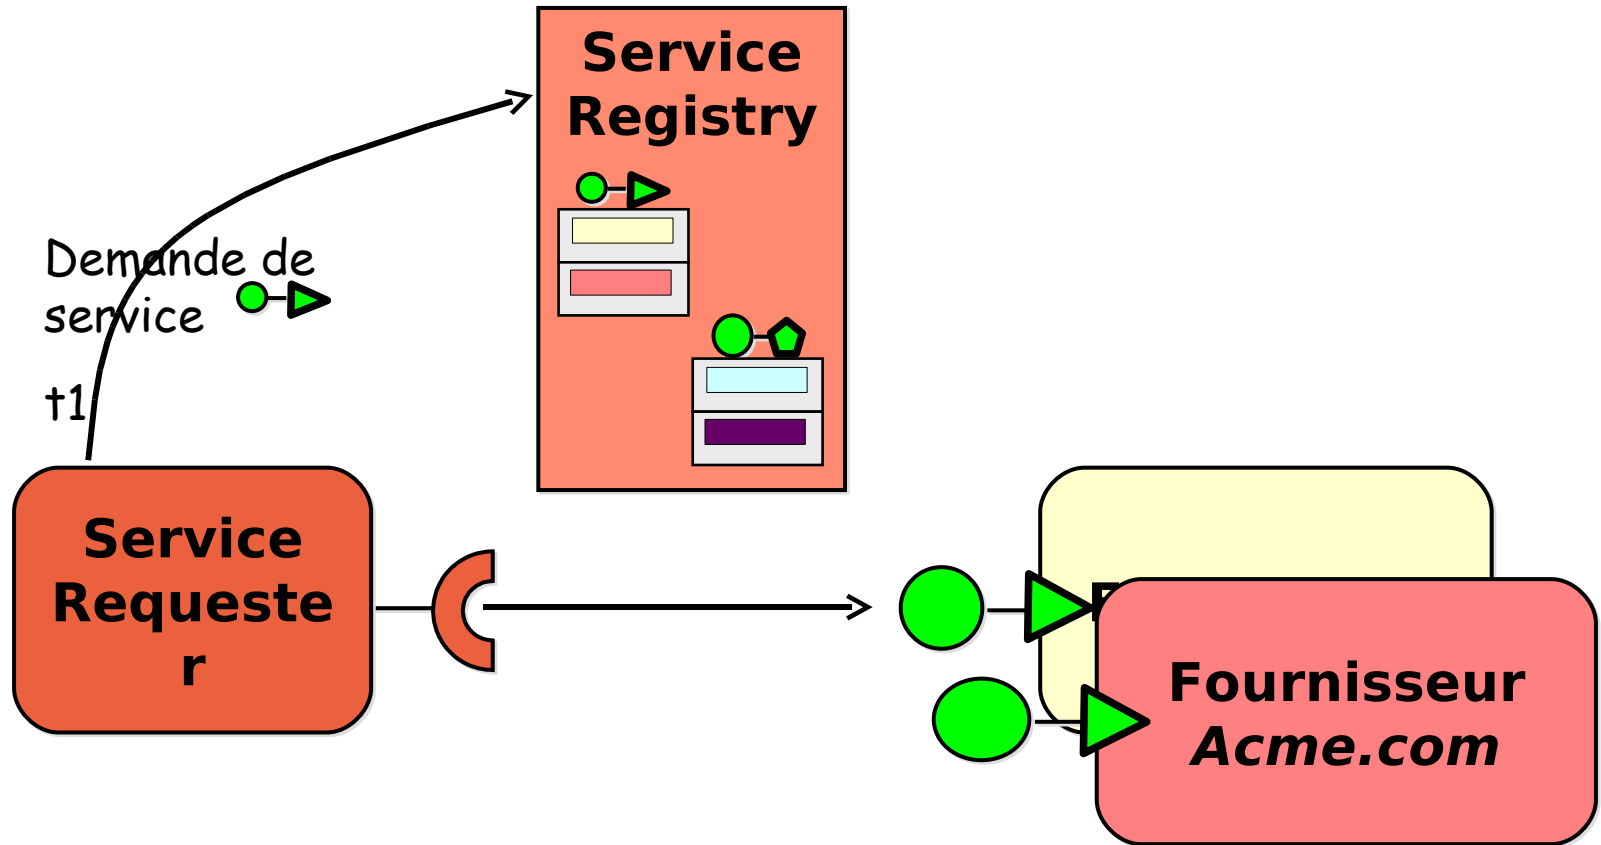 Service
Registry
Demande de
service
t1
Service
Requeste
r
Fournisseur
Acme.com